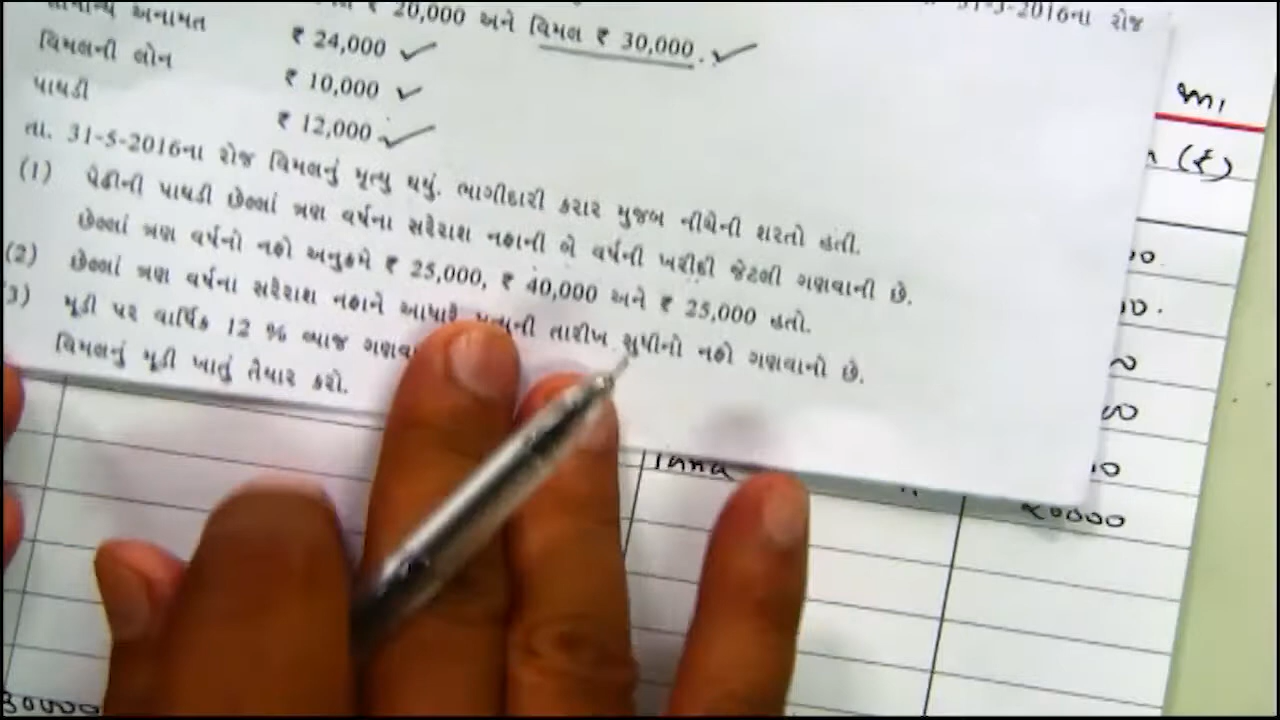 31-3-2016ના રોજ
₹ 20,000 અને વિમલ ₹ 30,000.
સામાન્ય અનામત ₹ 24,000
વિમલની લોન ₹ 10,000
પાઘડી ₹ 12,000
તા. 31-5-2016ના રોજ વિમલનું મૃત્યુ થયું. ભાગીદારી કરાર મુજબ નીચેની શરતો હતી.
(1) પેઢીની પાઘડી છેલ્લાં ત્રણ વર્ષના સરેરાશ નફાની બે વર્ષની ખરીદી જેટલી ગણવાની છે.
છેલ્લાં ત્રણ વર્ષનો નફો અનુક્રમે ₹ 25,000, ₹ 40,000 અને ₹ 25,000 હતો.
(2) છેલ્લાં ત્રણ વર્ષના સરેરાશ નફાને આધારે મૃત્યુની તારીખ સુધીનો નફો ગણવાનો છે.
3) મૂડી પર વાર્ષિક 12 % વ્યાજ
વિમલનું મૂડી ખાતું તૈયાર કરો.
(₹)